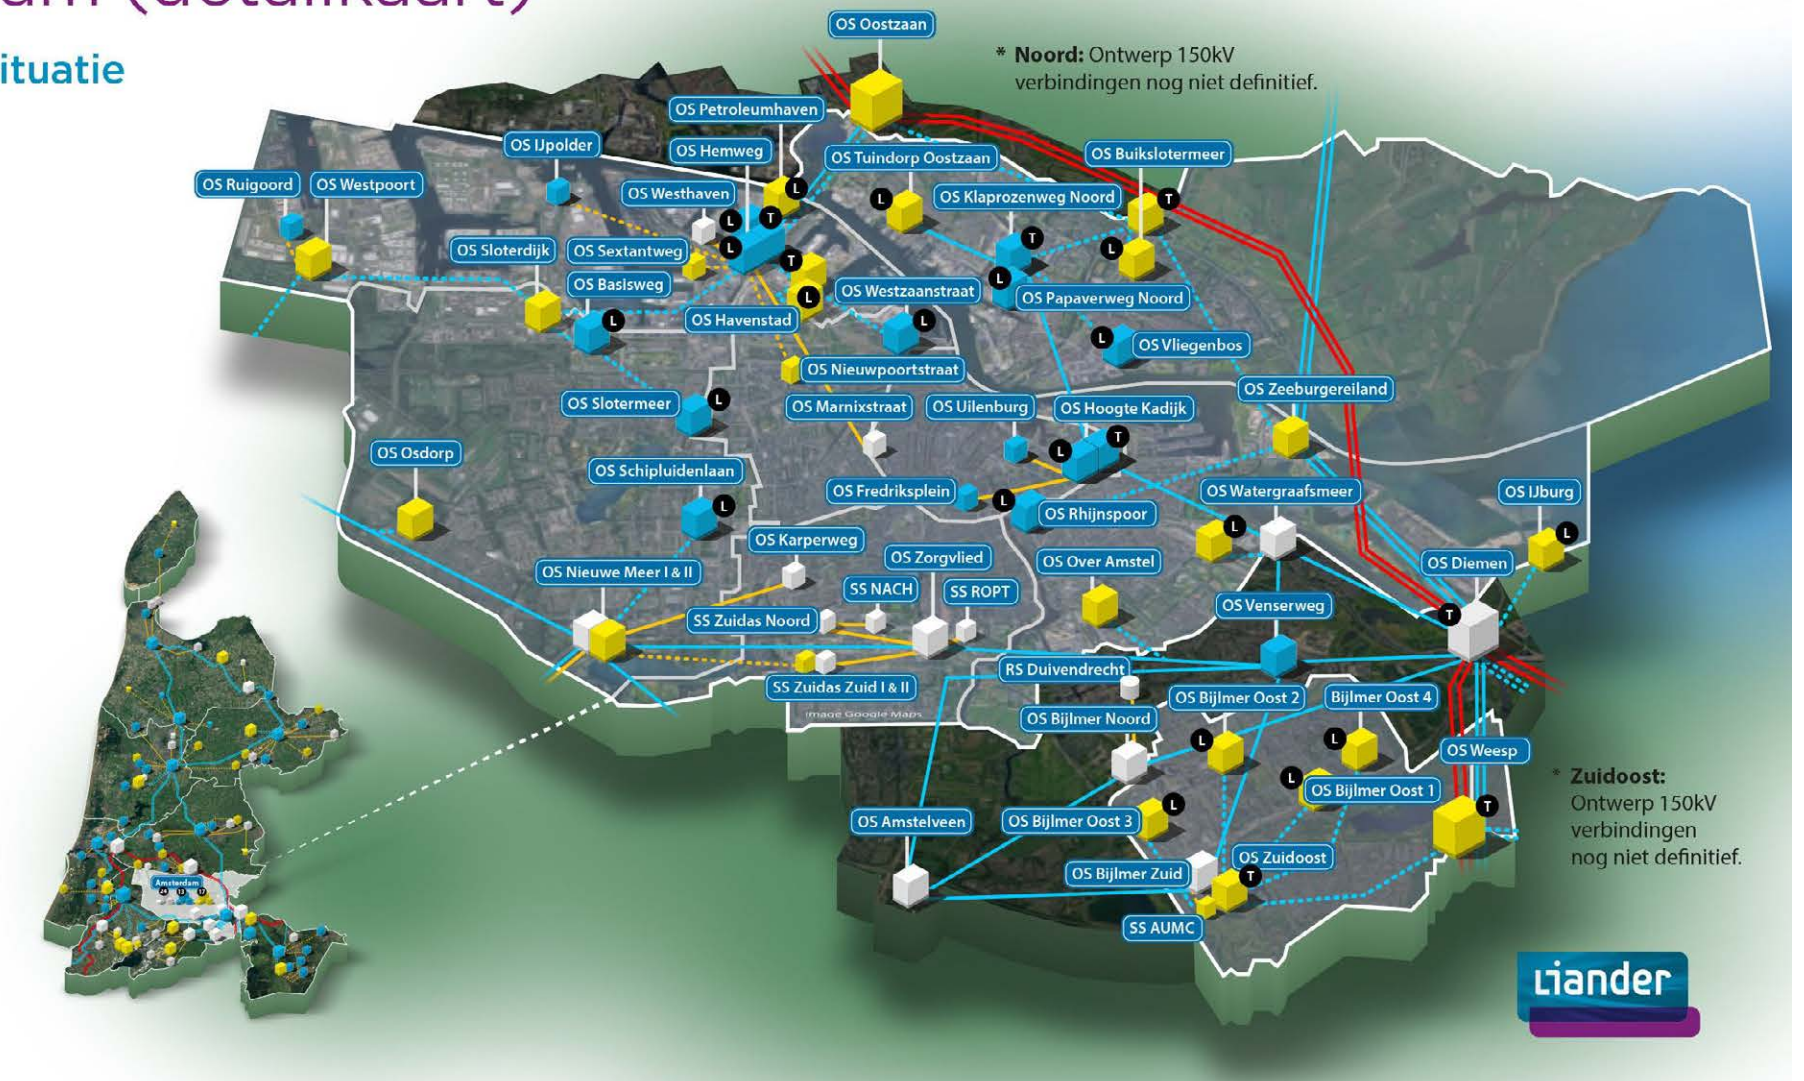 ituatie
OS Oostzaan
* Noord: Ontwerp 150kV
verbindingen nog niet definitief.
OS Petroleumhaven
OS Hemweg
OS IJpolder
OS Tuindorp Oostzaan
OS Buikslotermeer
OS Ruigoord
OS Westpoort
OS Westhaven
OS Klaprozenweg Noord
L
L
T
L
T
L
T
OS Sloterdijk
OS Sextantweg
L
L
T
L
OS Basisweg
OS Westzaanstraat
OS Papaverweg Noord
L
OS Havenstad
L
L
L
OS Vliegenbos
OS Nieuwpoortstraat
OS Zeeburgereiland
OS Slotermeer
L
OS Marnixstraat
OS Uilenburg
OS Hoogte Kadijk
T
L
OS Osdorp
OS Schipluidenlaan
OS Fredriksplein
OS Watergraafsmeer
OS IJburg
L
L
OS Rhijnspoor
L
L
OS Karperweg
OS Zorgvlied
OS Over Amstel
OS Diemen
OS Nieuwe Meer I & II
SS NACH
SS ROPT
OS Venserweg
T
SS Zuidas Noord
RS Duivendrecht
SS Zuidas Zuid I & II
OS Bijlmer Oost 2
Bijlmer Oost 4
Image Google Maps
OS Bijlmer Noord
L
L
OS Weesp
* Zuidoost:
Ontwerp 150kV
verbindingen
nog niet definitief.
L
OS Bijlmer Oost 1
L
T
OS Amstelveen
OS Bijlmer Oost 3
OS Zuidoost
OS Bijlmer Zuid
T
SS AUMC
Amsterdam
Liander